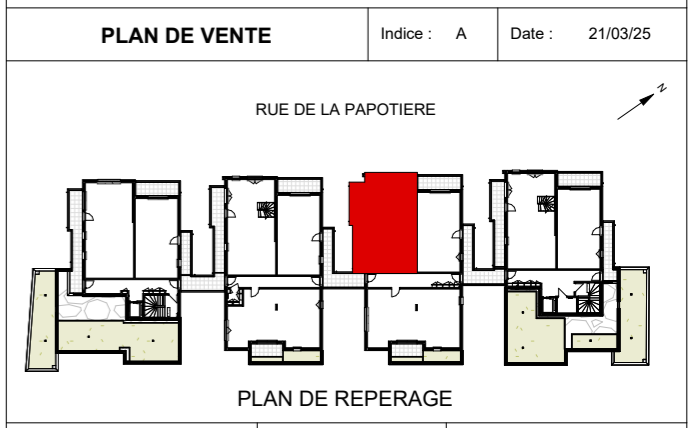 PLAN DE VENTE
Indice : A
Date : 21/03/25
RUE DE LA PAPOTIERE
N
PLAN DE REPERAGE